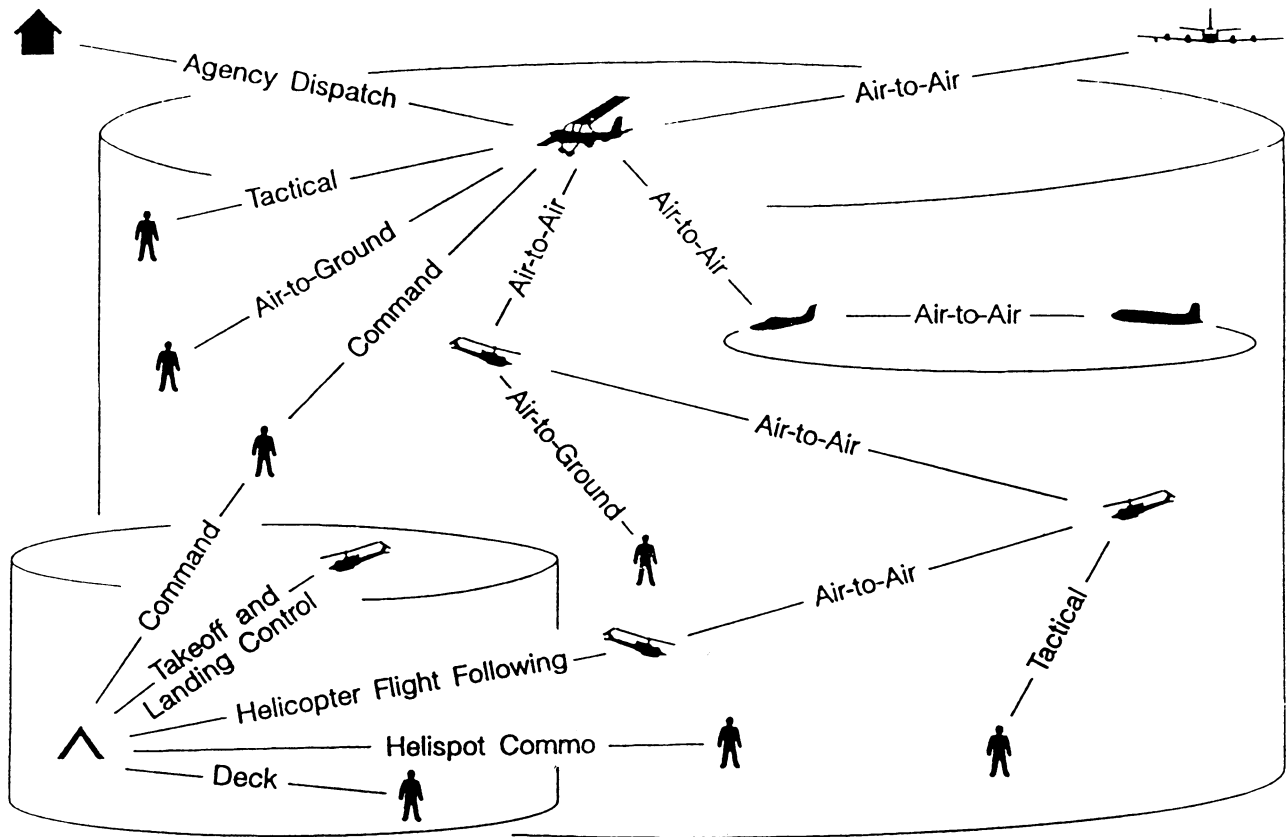 Agency Dispatch
Air-to-Air
Tactical
Air-to-Ground
Command
Air-to-Air
Air-to-Air
Air-to-Air
Air-to-Ground
Air-to-Air
Command
Takeoff and
Landing Control
Air-to-Air
Tactical
Helicopter Flight Following
Helispot Commo
Deck